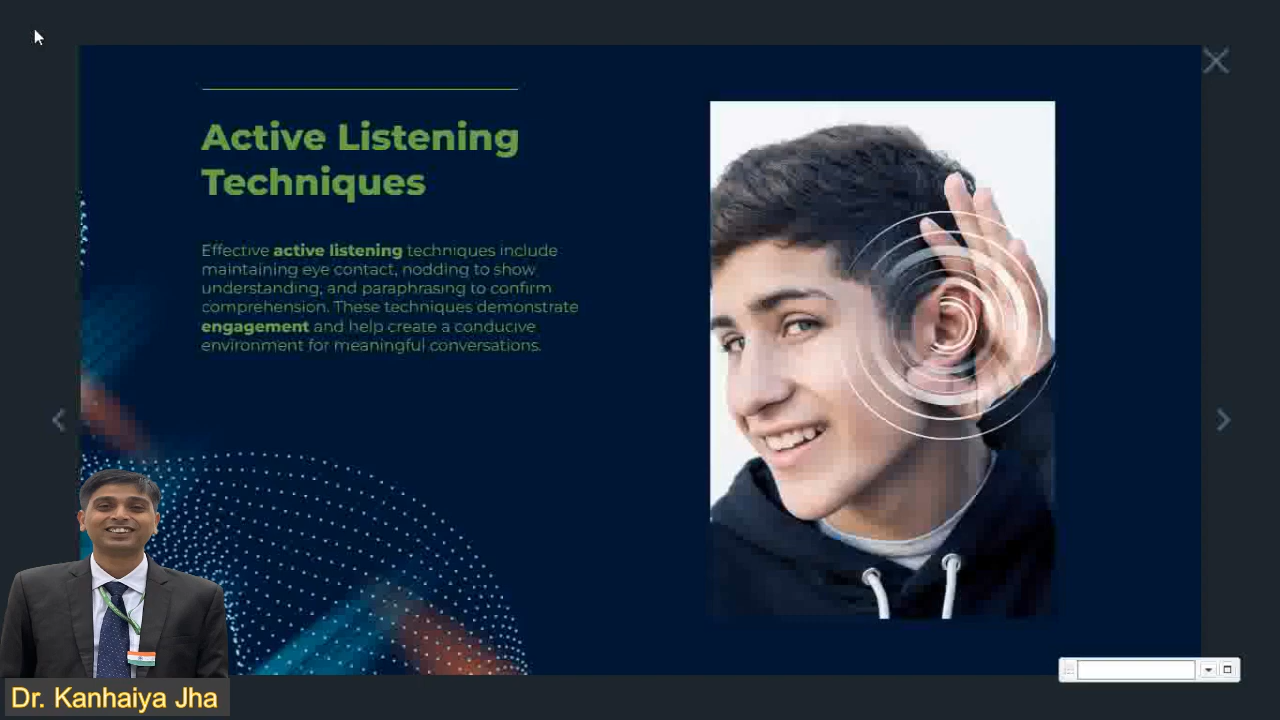 Active Listening
Techniques
Effective active listening techniques include
maintaining eye contact, nodding to show
understanding, and paraphrasing to confirm
comprehension. These techniques demonstrate
engagement and help create a conducive
environment for meaningful conversations.
Dr. Kanhaiya Jha